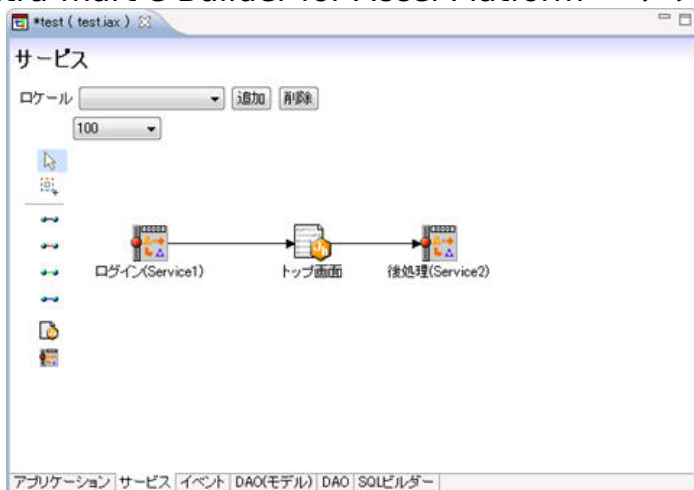 *test ( test.iax )
サービス
ロケール 追加 削除
100
ログイン(Service1) トップ画面 後処理(Service2)
アプリケーション サービス イベント DAO(モデル) DAO SQLビルダー